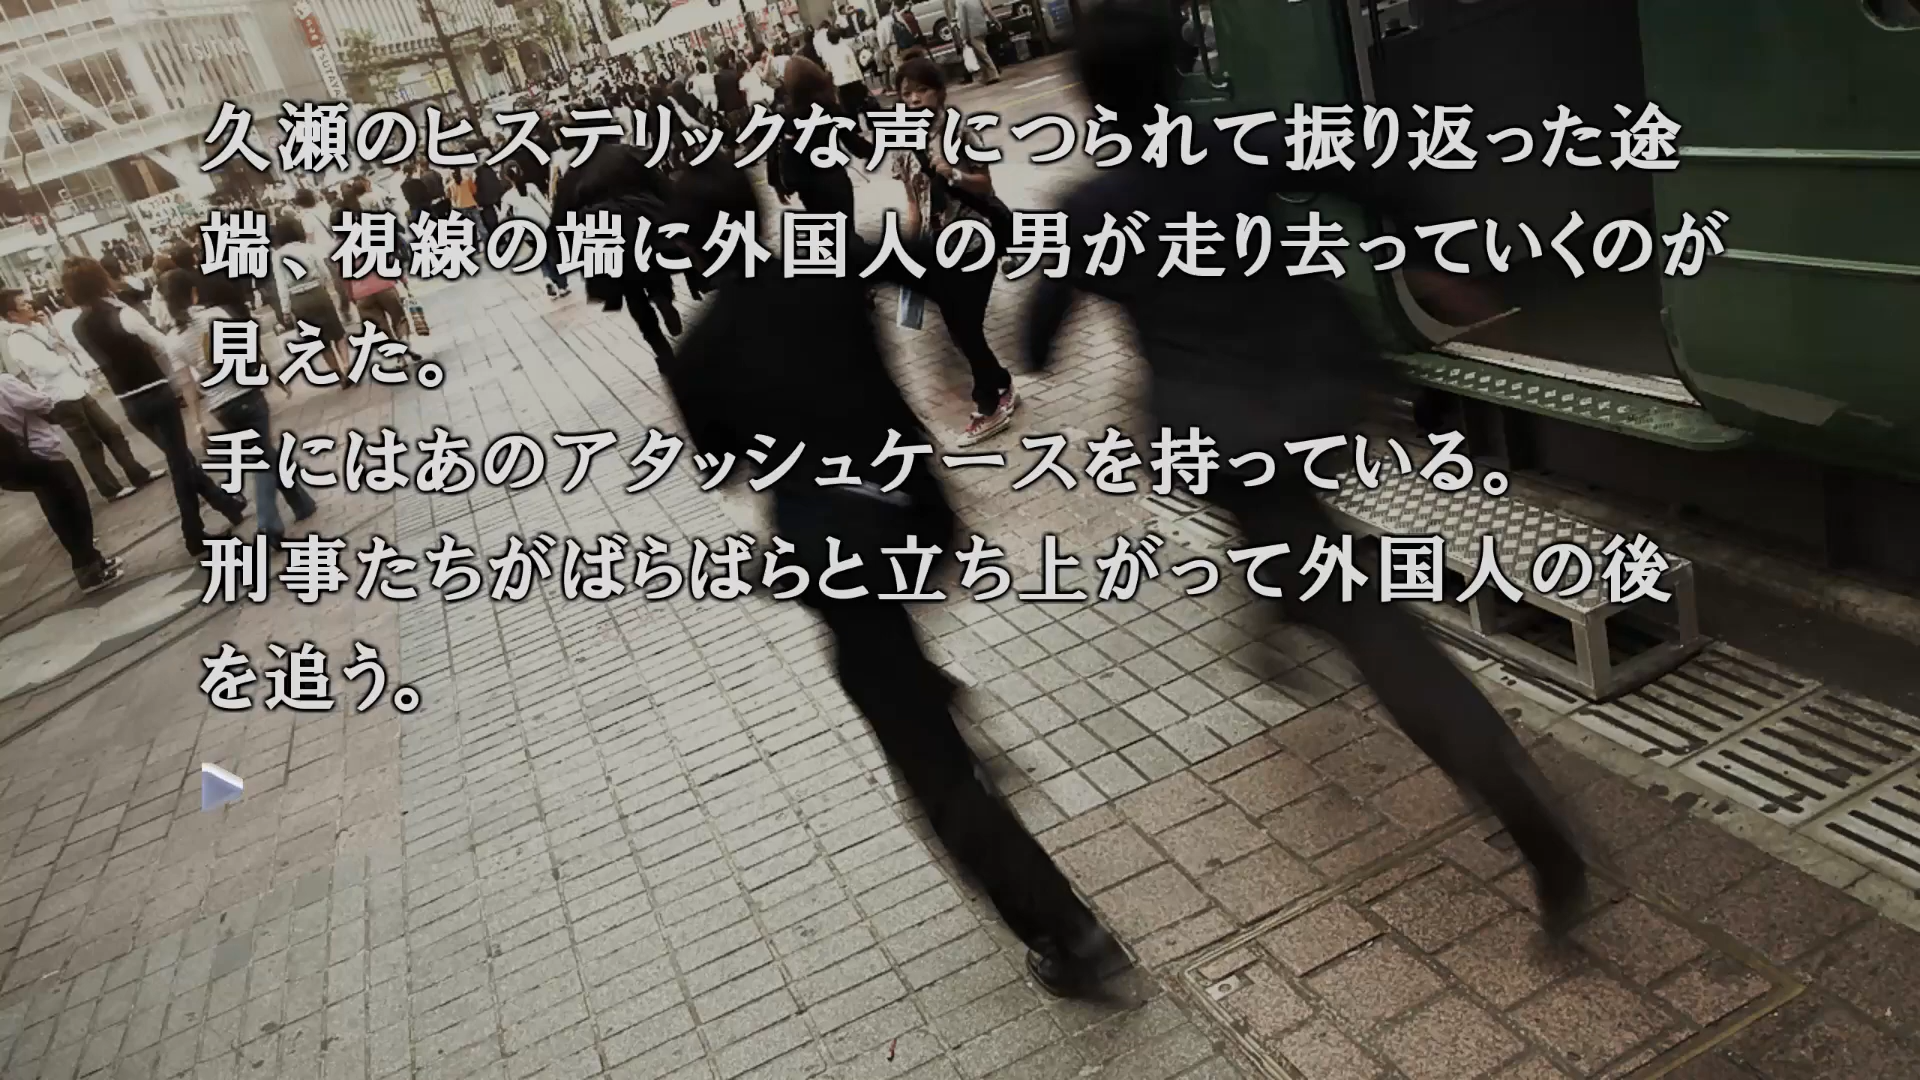 TSUTAYA
TSUTAYA
久瀬のヒステリックな声につられて振り返った途
端、視線の端に外国人の男が走り去っていくのが
見えた。
手にはあのアタッシュケースを持っている。
刑事たちがばらばらと立ち上がって外国人の後
を追う。